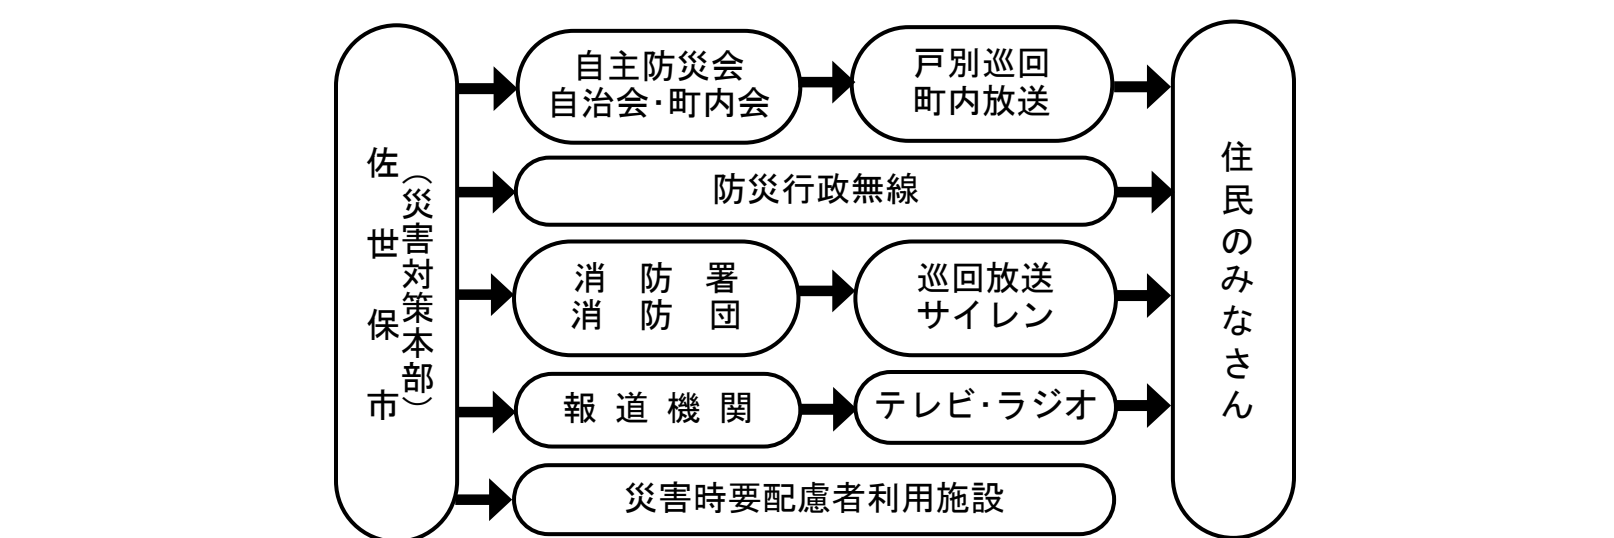 佐世保市
（災害対策本部）
自主防災会
自治会・町内会
戸別巡回
町内放送
防災行政無線
消防署
消防団
巡回放送
サイレン
報道機関
テレビ・ラジオ
災害時要配慮者利用施設
住民のみなさん